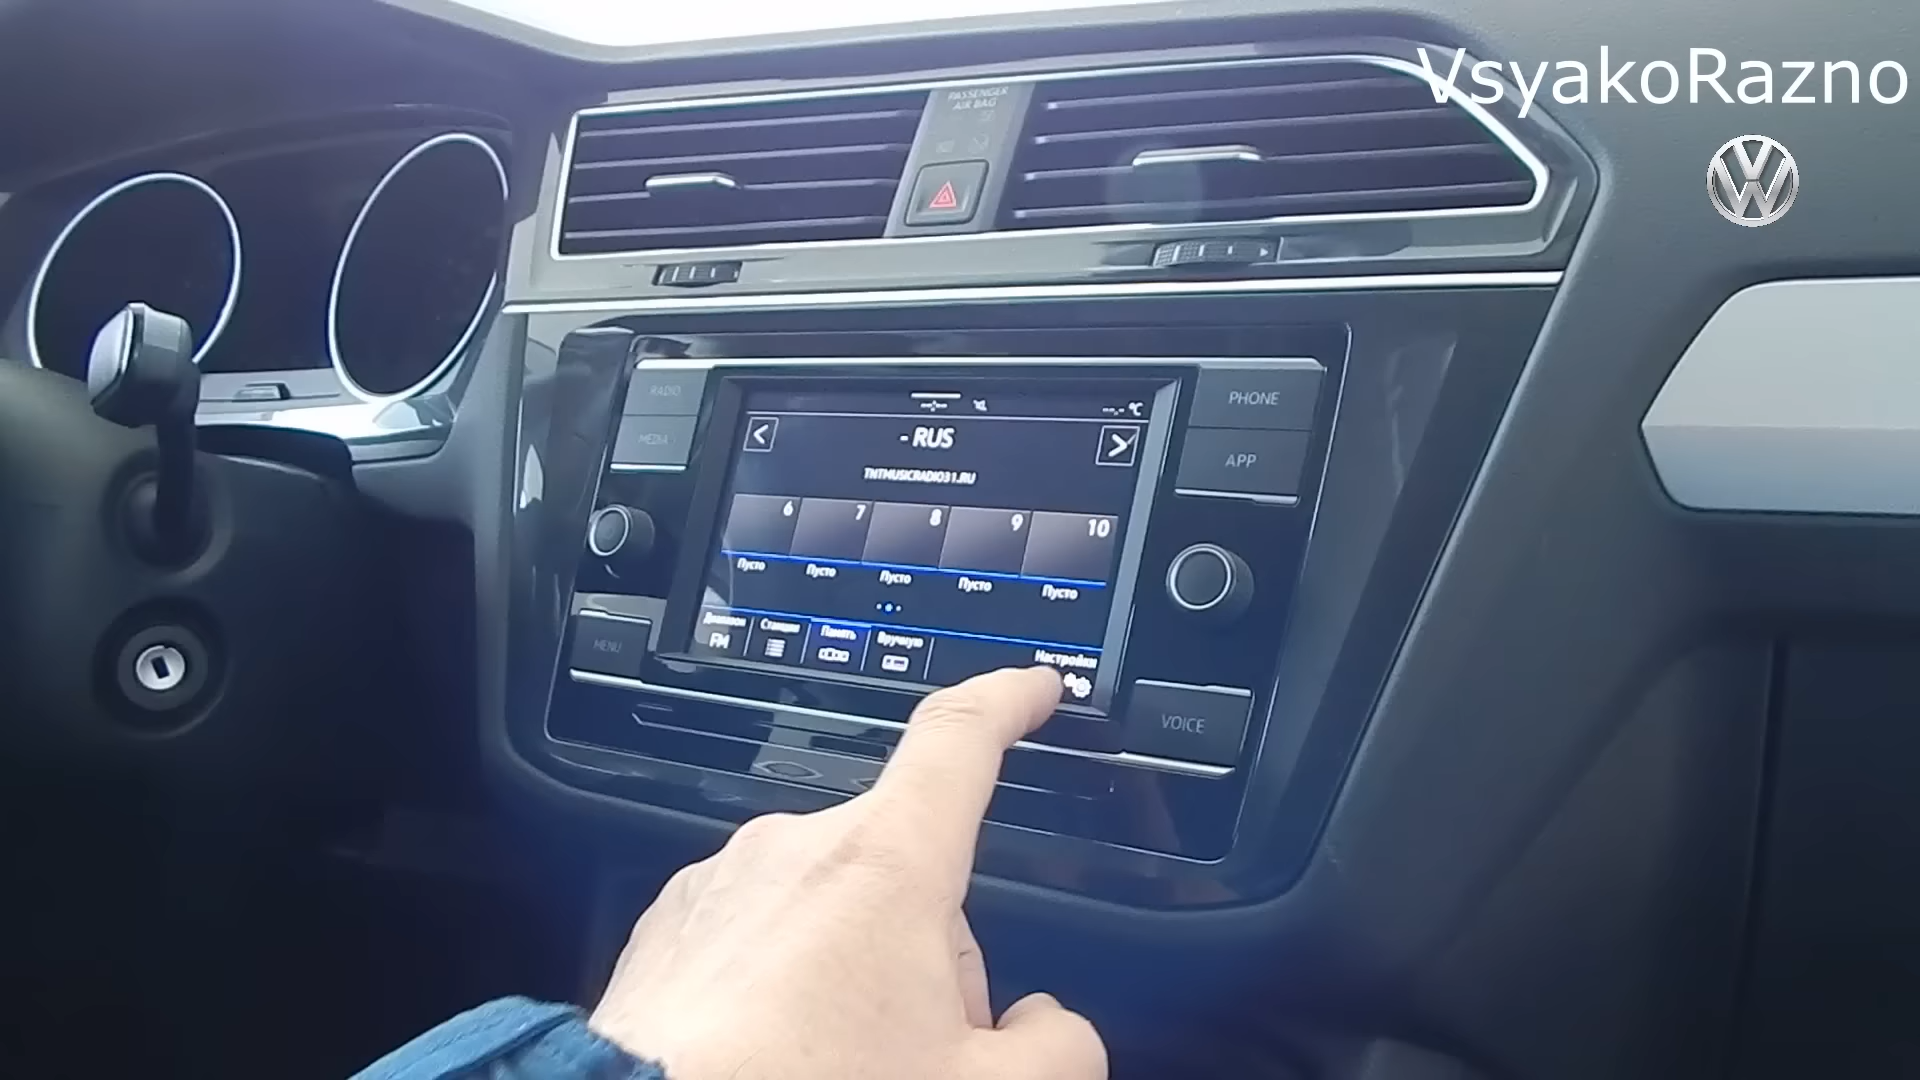 VsyakoRazno
PASSENGER
AIR BAG
RADIO
MEDIA
MENU
PHONE
APP
VOICE
--:--
--,- °C
- RUS
TNTMUSICRADIO31.RU
6 7 8 9 10
Пусто Пусто Пусто Пусто Пусто
Диапазон Станции Память Вручную Настройки
FM